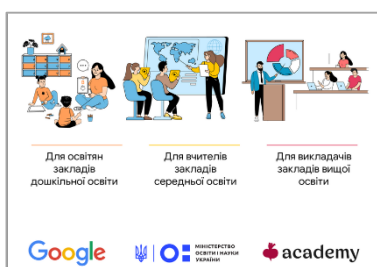 Для освітян
закладів
дошкільної освіти
Для вчителів
закладів
середньої освіти
Для викладачів
закладів вищої
освіти
Google
МІНІСТЕРСТВО
ОСВІТИ І НАУКИ
УКРАЇНИ
academy